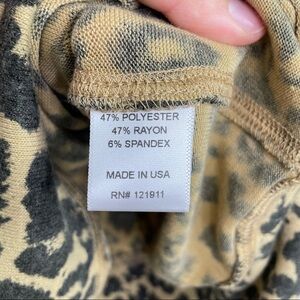 47% POLYESTER
47% RAYON
6% SPANDEX
MADE IN USA
RN# 121911